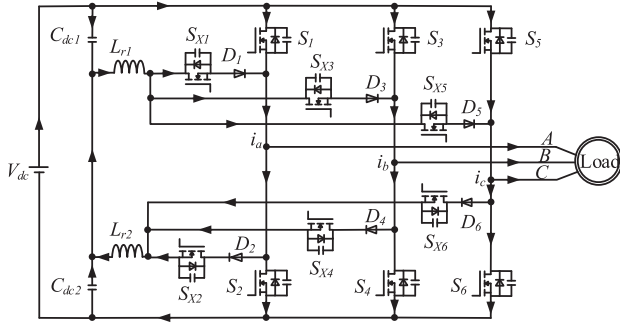 C_dc1
L_r1
S_X1
D_1
S_1
S_X3
D_3
S_3
S_X5
D_5
S_5
V_dc
i_a
i_b
i_c
A
B
C
Load
L_r2
C_dc2
S_X2
D_2
S_2
S_X4
D_4
S_4
S_X6
D_6
S_6